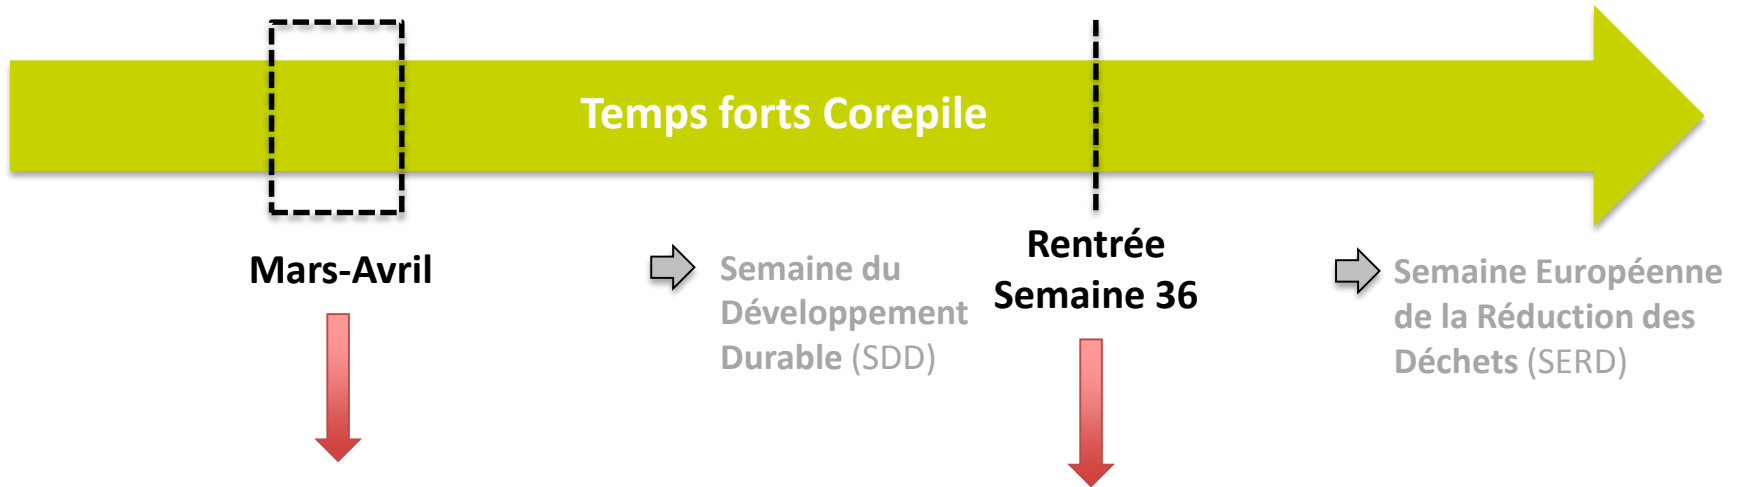 Temps forts Corepile
Mars-Avril
Semaine du
Développement
Durable (SDD)
Rentrée
Semaine 36
Semaine Européenne
de la Réduction des
Déchets (SERD)